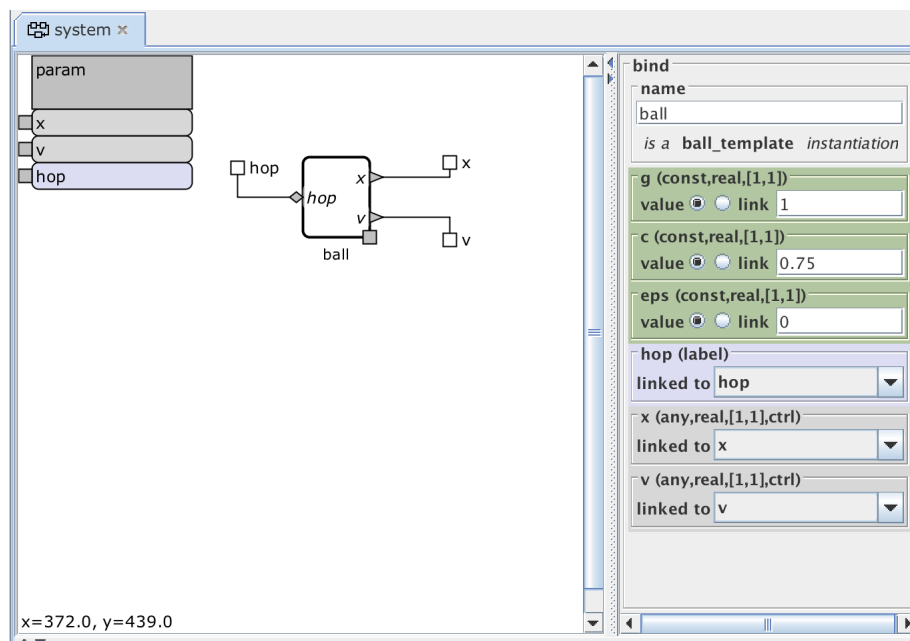 system
param
x
v
hop
hop
x
x
hop
v
v
ball
x=372.0, y=439.0
bind
name
ball
is a ball_template instantiation
g (const,real,[1,1])
value link 1
c (const,real,[1,1])
value link 0.75
eps (const,real,[1,1])
value link 0
hop (label)
linked to hop
x (any,real,[1,1],ctrl)
linked to x
v (any,real,[1,1],ctrl)
linked to v